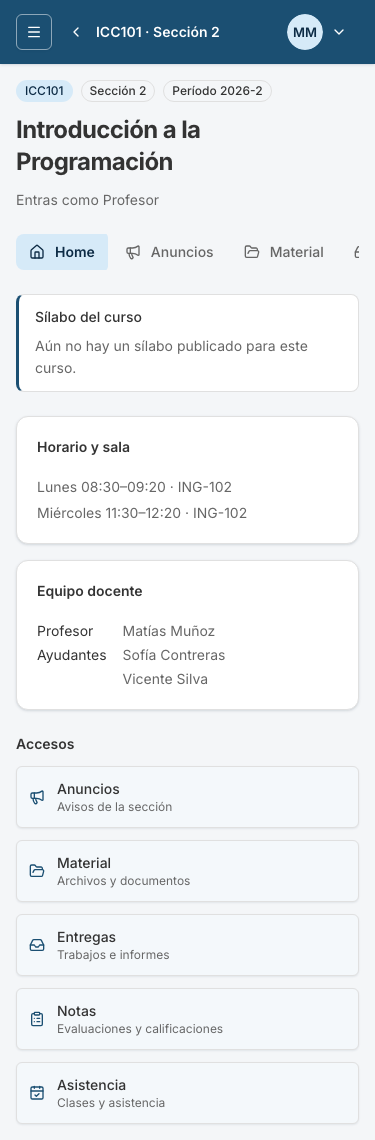 ICC101 · Sección 2
MM
ICC101
Sección 2
Período 2026-2
Introducción a la
Programación
Entras como Profesor
Home
Anuncios
Material
Sílabo del curso
Aún no hay un sílabo publicado para este
curso.
Horario y sala
Lunes 08:30–09:20 · ING-102
Miércoles 11:30–12:20 · ING-102
Equipo docente
Profesor Matías Muñoz
Ayudantes Sofía Contreras
Vicente Silva
Accesos
Anuncios
Avisos de la sección
Material
Archivos y documentos
Entregas
Trabajos e informes
Notas
Evaluaciones y calificaciones
Asistencia
Clases y asistencia